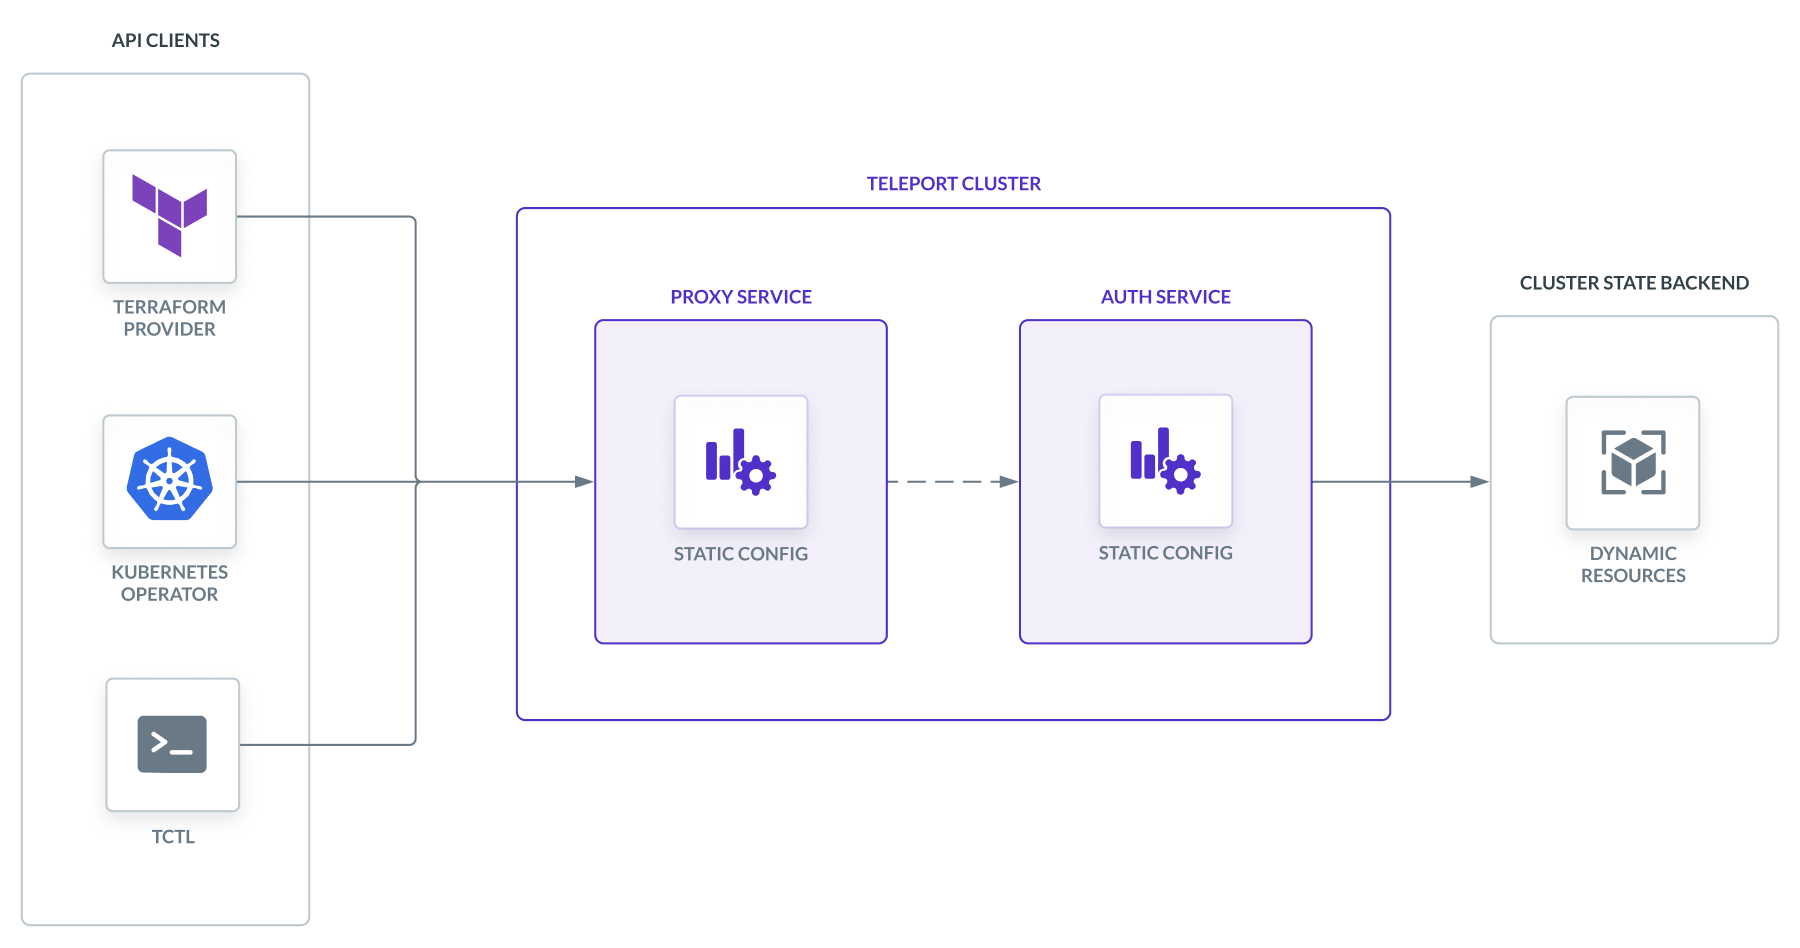 API CLIENTS
TERRAFORM
PROVIDER
KUBERNETES
OPERATOR
TCTL
TELEPORT CLUSTER
PROXY SERVICE
STATIC CONFIG
AUTH SERVICE
STATIC CONFIG
CLUSTER STATE BACKEND
DYNAMIC
RESOURCES